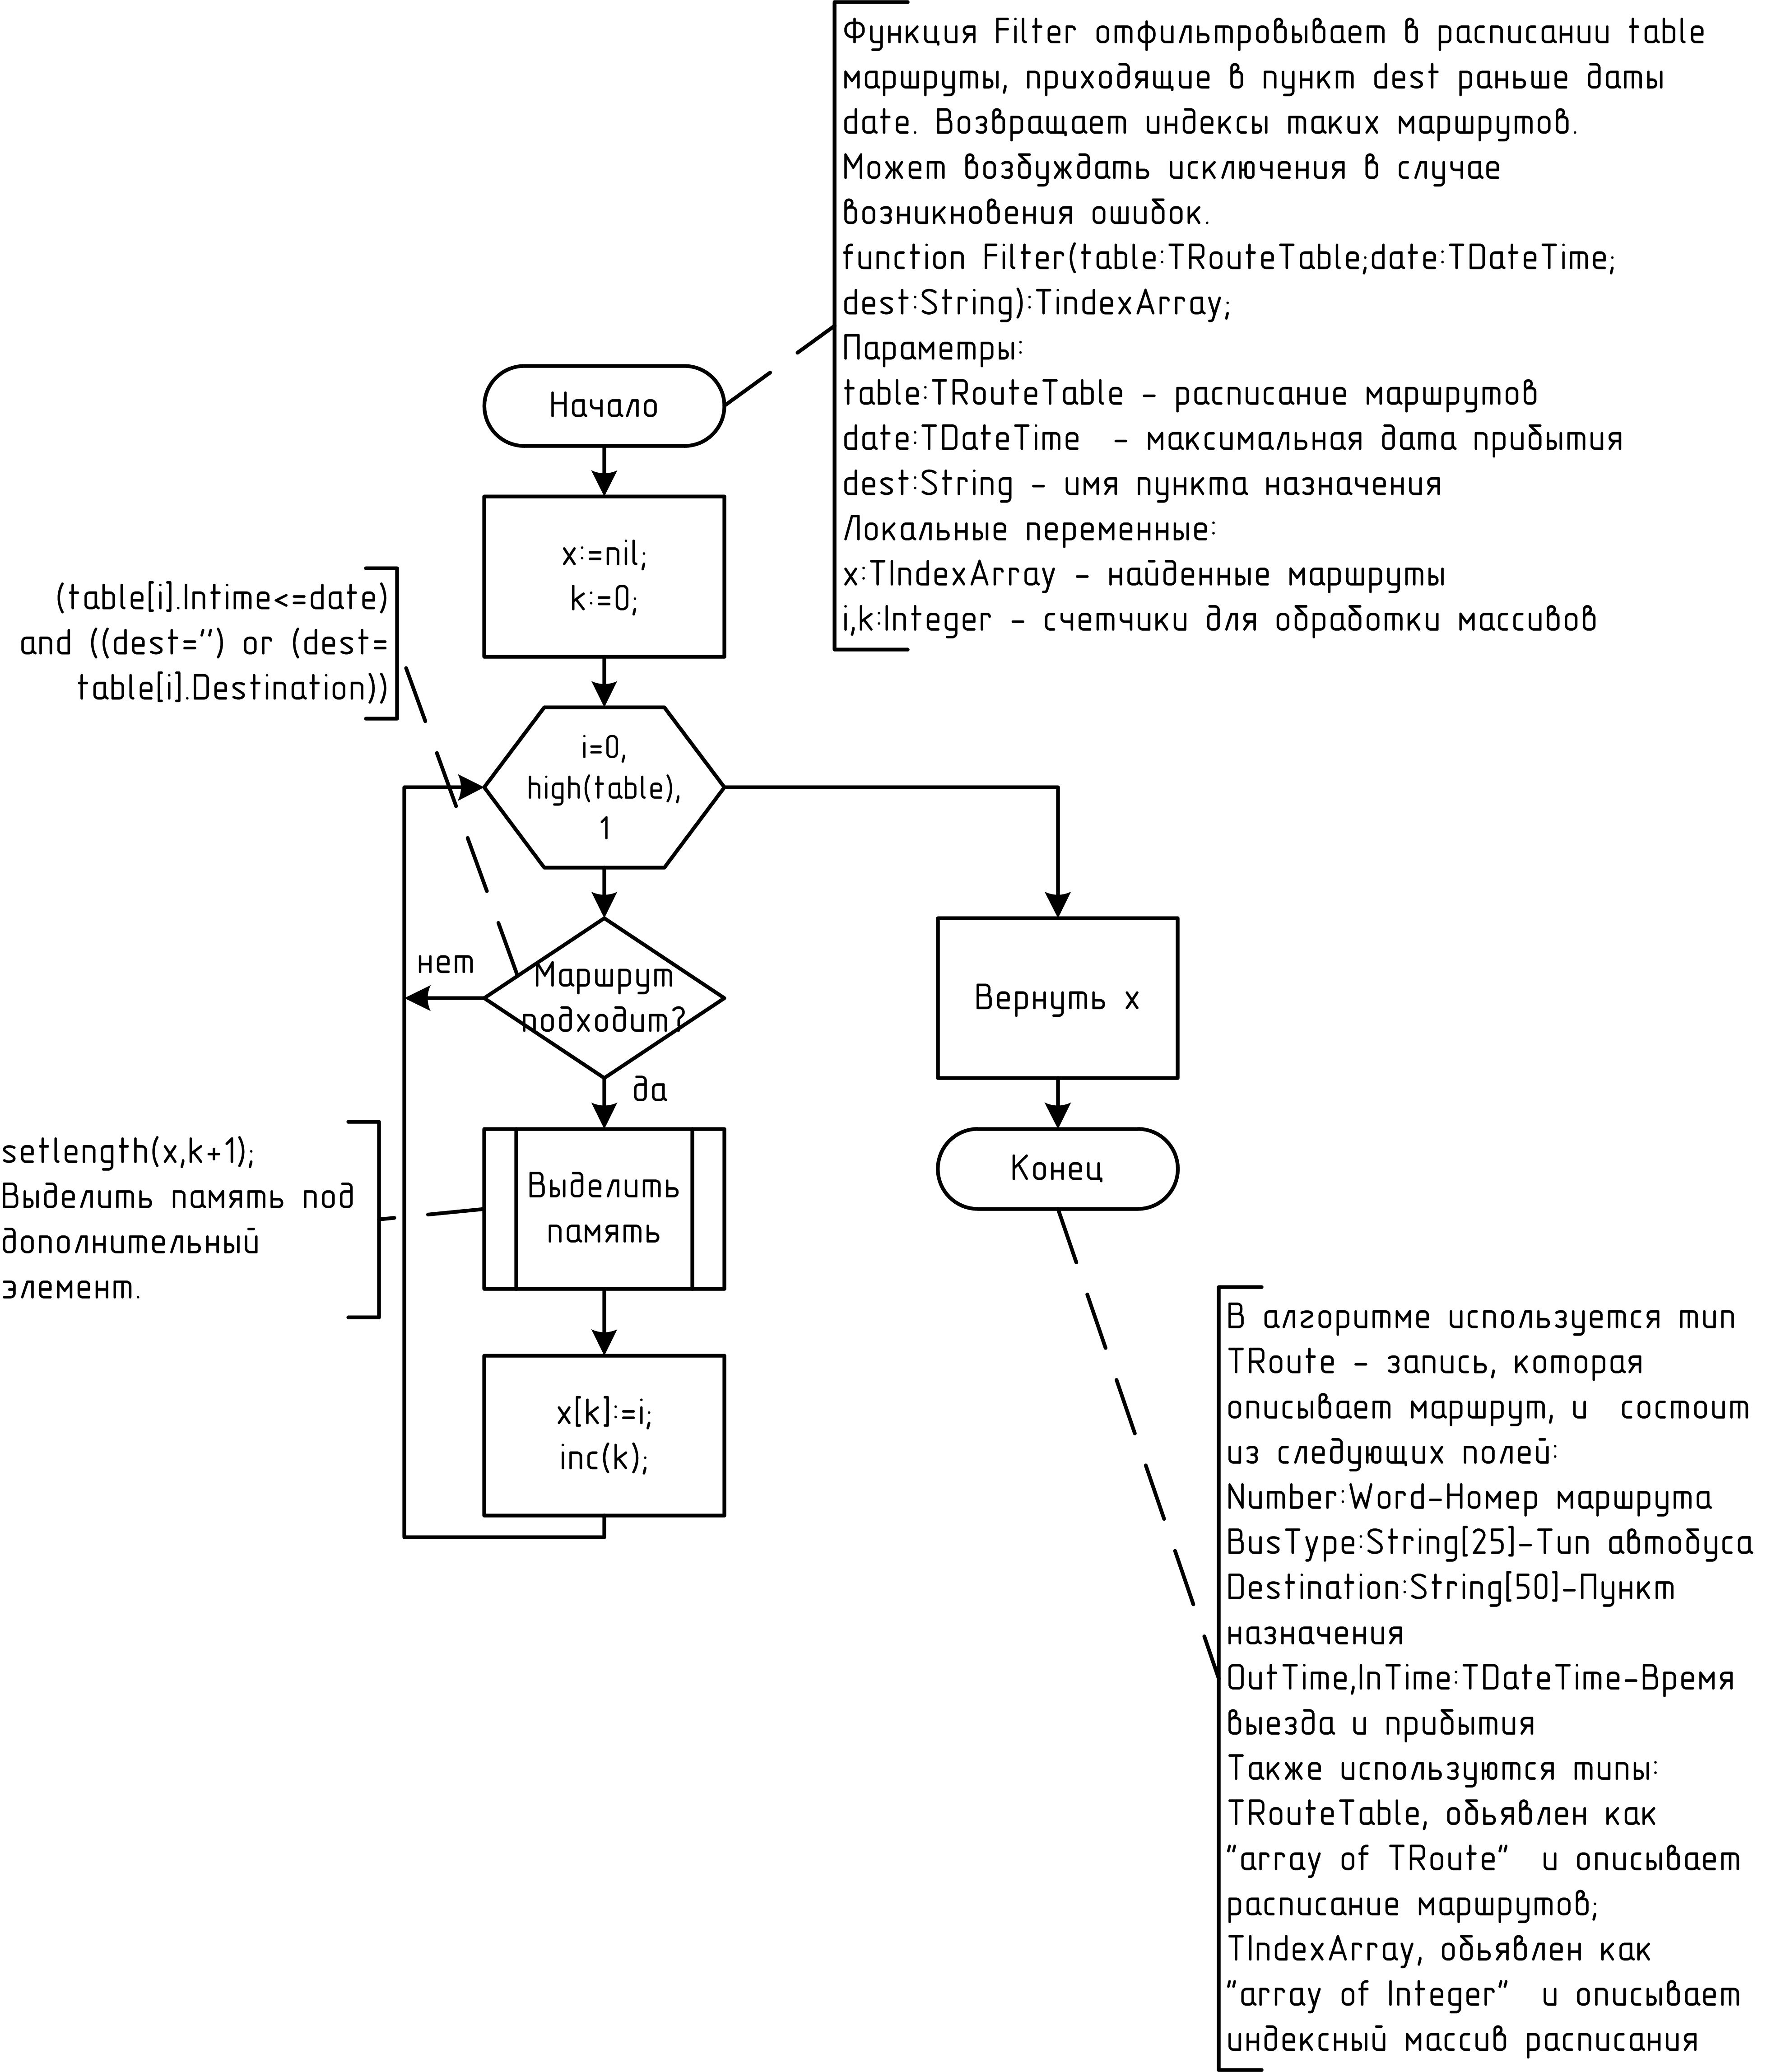 Функция Filter отфильтровывает в расписании table
маршруты, приходящие в пункт dest раньше даты
date. Возвращает индексы таких маршрутов.
Может возбуждать исключения в случае
возникновения ошибок.
function Filter(table:TRouteTable;date:TDateTime;
dest:String):TindexArray;
Параметры:
table:TRouteTable - расписание маршрутов
date:TDateTime  - максимальная дата прибытия
dest:String - имя пункта назначения
Локальные переменные:
x:TIndexArray - найденные маршруты
i,k:Integer - счетчики для обработки массивов
Начало
x:=nil;
k:=0;
(table[i].Intime<=date)
and ((dest='') or (dest=
table[i].Destination))
i=0,
high(table),
1
нет
Маршрут
подходит?
да
Вернуть x
setlength(x,k+1);
Выделить память под
дополнительный
элемент.
Выделить
память
Конец
x[k]:=i;
inc(k);
В алгоритме используется тип
TRoute - запись, которая
описывает маршрут, и  состоит
из следующих полей:
Number:Word-Номер маршрута
BusType:String[25]-Тип автобуса
Destination:String[50]-Пункт
назначения
OutTime,InTime:TDateTime-Время
выезда и прибытия
Также используются типы:
TRouteTable, обьявлен как
"array of TRoute"  и описывает
расписание маршрутов;
TIndexArray, обьявлен как
"array of Integer"  и описывает
индексный массив расписания